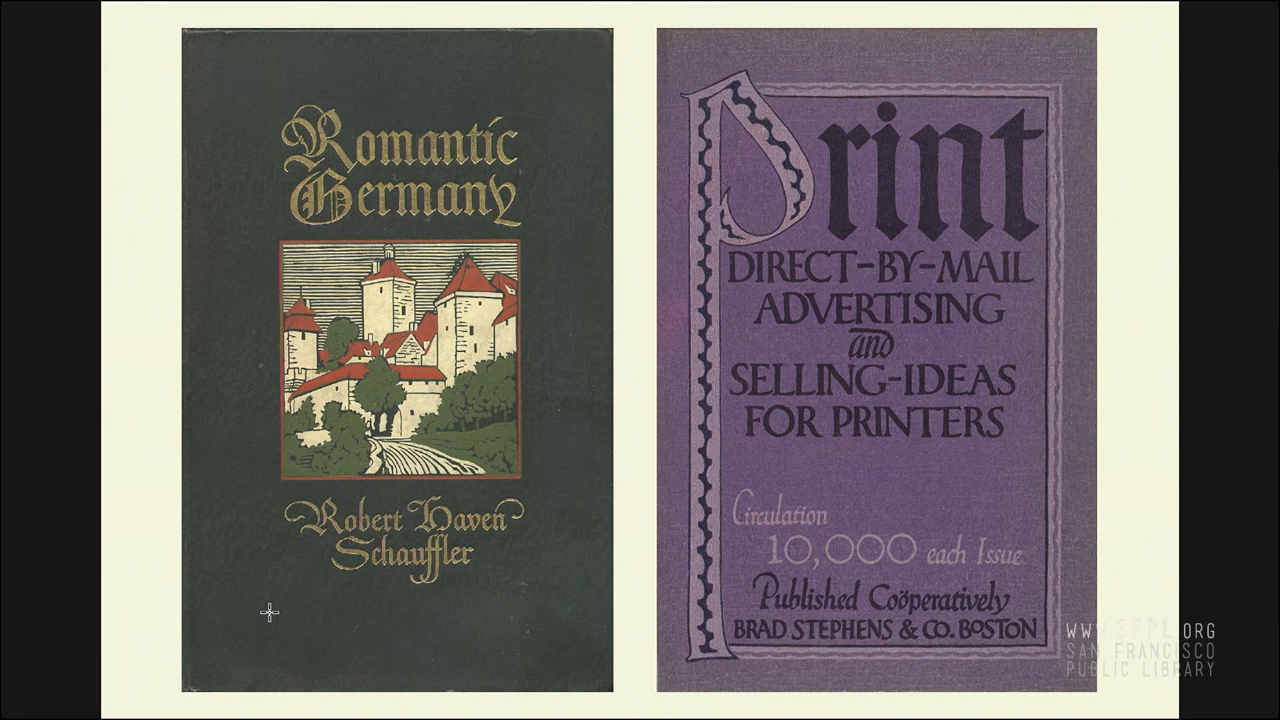 Romantic
Germany
Robert Haven
Schauffler
Print
DIRECT-BY-MAIL
ADVERTISING
and
SELLING-IDEAS
FOR PRINTERS
Circulation
10,000 each Issue
Published Coöperatively
BRAD STEPHENS & CO. BOSTON
WWW.SFPL.ORG
SAN FRANCISCO
PUBLIC LIBRARY